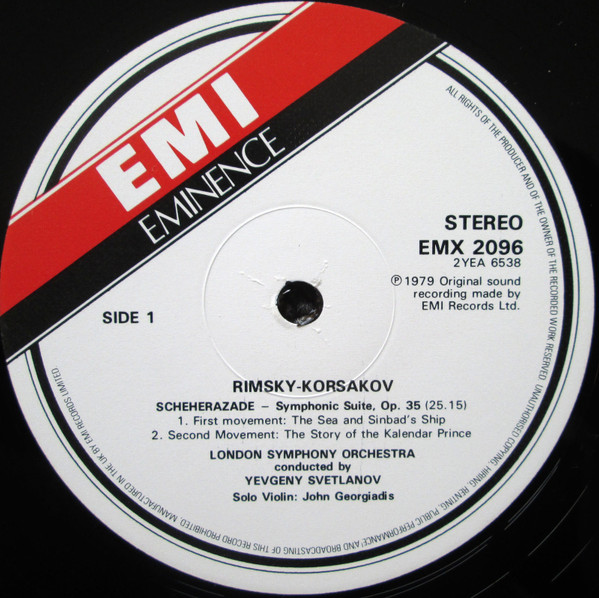 EMI
EMINENCE
STEREO
EMX 2096
2YEA 6538
Ⓟ 1979 Original sound
recording made by
EMI Records Ltd.
SIDE 1
RIMSKY-KORSAKOV
SCHEHERAZADE – Symphonic Suite, Op. 35 (25.15)
1. First movement: The Sea and Sinbad's Ship
2. Second Movement: The Story of the Kalendar Prince
LONDON SYMPHONY ORCHESTRA
conducted by
YEVGENY SVETLANOV
Solo Violin: John Georgiadis
ALL RIGHTS OF THE PRODUCER AND OF THE OWNER OF THE RECORDED WORK RESERVED. UNAUTHORISED COPYING, HIRING, RENTING, PUBLIC PERFORMANCE AND BROADCASTING OF THIS RECORD PROHIBITED. MANUFACTURED IN THE UK BY EMI RECORDS LIMITED